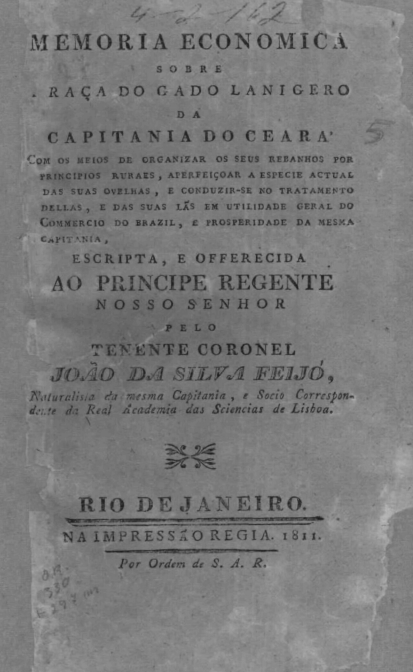 4-2-142
MEMORIA ECONOMICA
SOBRE
A RAÇA DO GADO LANIGERO
DA
CAPITANIA DO CEARA'
5
COM OS MEIOS DE ORGANIZAR OS SEUS REBANHOS POR
PRINCIPIOS RURAES, APERFEIÇOAR A ESPECIE ACTUAL
DAS SUAS OVELHAS, E CONDUZIR-SE NO TRATAMENTO
DELLAS, E DAS SUAS LÃS EM UTILIDADE GERAL DO
COMMERCIO DO BRAZIL, E PROSPERIDADE DA MESMA
CAPITANIA,
ESCRIPTA, E OFFERECIDA
AO PRINCIPE REGENTE
NOSSO SENHOR
PELO
TENENTE CORONEL
JOÃO DA SILVA FEIJÓ,
Naturalista da mesma Capitania, e Socio Correspon-
dente da Real Academia das Sciencias de Lisboa.
RIO DE JANEIRO.
NA IMPRESSÃO REGIA. 1811.
Por Ordem de S. A. R.